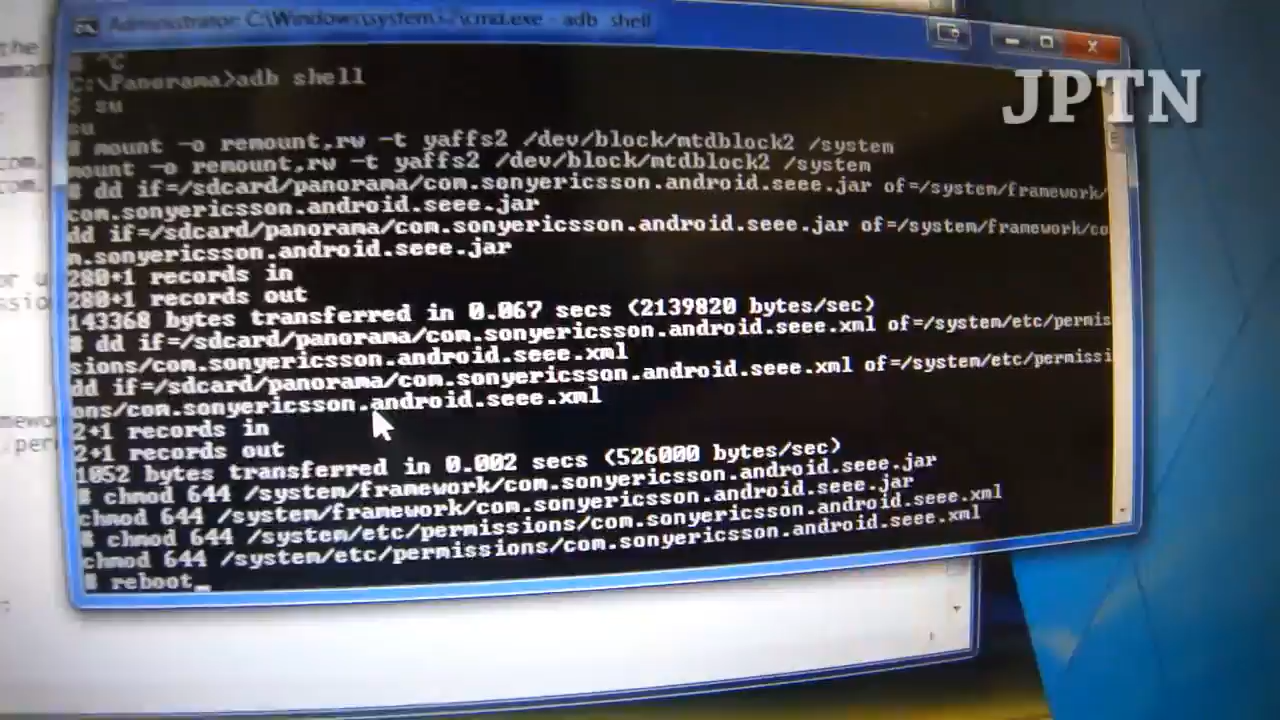 Administrator: C:\Windows\system32\cmd.exe - adb shell
JPTN
# ^C
C:\Panorama>adb shell
$ su
su
# mount -o remount,rw -t yaffs2 /dev/block/mtdblock2 /system
mount -o remount,rw -t yaffs2 /dev/block/mtdblock2 /system
# dd if=/sdcard/panorama/com.sonyericsson.android.seee.jar of=/system/framework/
com.sonyericsson.android.seee.jar
dd if=/sdcard/panorama/com.sonyericsson.android.seee.jar of=/system/framework/co
m.sonyericsson.android.seee.jar
280+1 records in
280+1 records out
143368 bytes transferred in 0.067 secs (2139820 bytes/sec)
# dd if=/sdcard/panorama/com.sonyericsson.android.seee.xml of=/system/etc/permis
sions/com.sonyericsson.android.seee.xml
dd if=/sdcard/panorama/com.sonyericsson.android.seee.xml of=/system/etc/permissi
ons/com.sonyericsson.android.seee.xml
2+1 records in
2+1 records out
1052 bytes transferred in 0.002 secs (526000 bytes/sec)
# chmod 644 /system/framework/com.sonyericsson.android.seee.jar
chmod 644 /system/framework/com.sonyericsson.android.seee.jar
# chmod 644 /system/etc/permissions/com.sonyericsson.android.seee.xml
chmod 644 /system/etc/permissions/com.sonyericsson.android.seee.xml
# reboot_